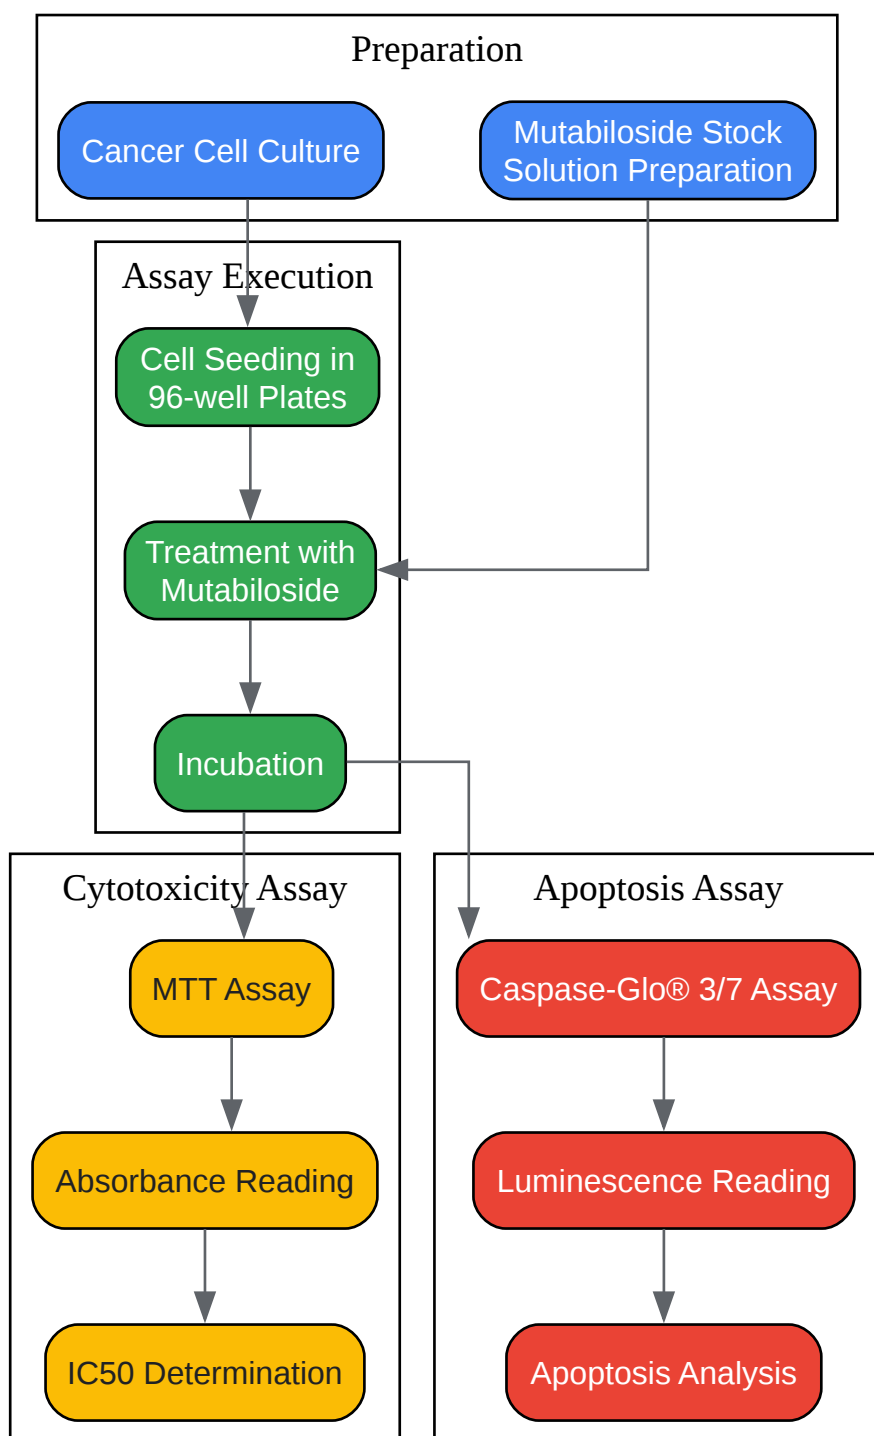 Preparation
Cancer Cell Culture
Mutabiloside Stock
Solution Preparation
Assay Execution
Cell Seeding in
96-well Plates
Treatment with
Mutabiloside
Incubation
Cytotoxicity Assay
MTT Assay
Absorbance Reading
IC50 Determination
Apoptosis Assay
Caspase-Glo® 3/7 Assay
Luminescence Reading
Apoptosis Analysis